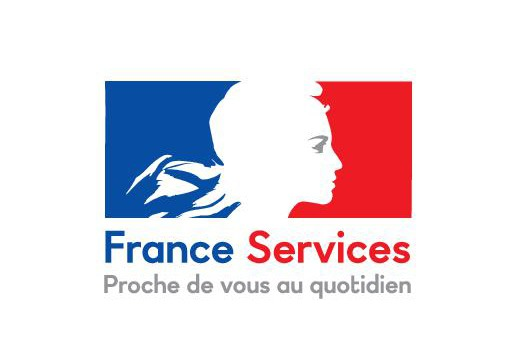 France Services
Proche de vous au quotidien